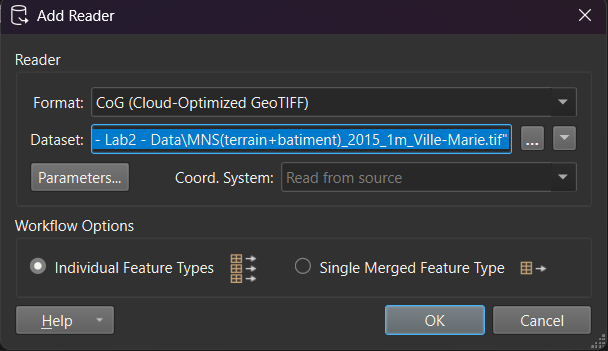 Add Reader
Reader
Format: CoG (Cloud-Optimized GeoTIFF)
Dataset: - Lab2 - Data\MNS(terrain+batiment)_2015_1m_Ville-Marie.tif" ...
Parameters... Coord. System: Read from source
Workflow Options
Individual Feature Types Single Merged Feature Type
Help OK Cancel